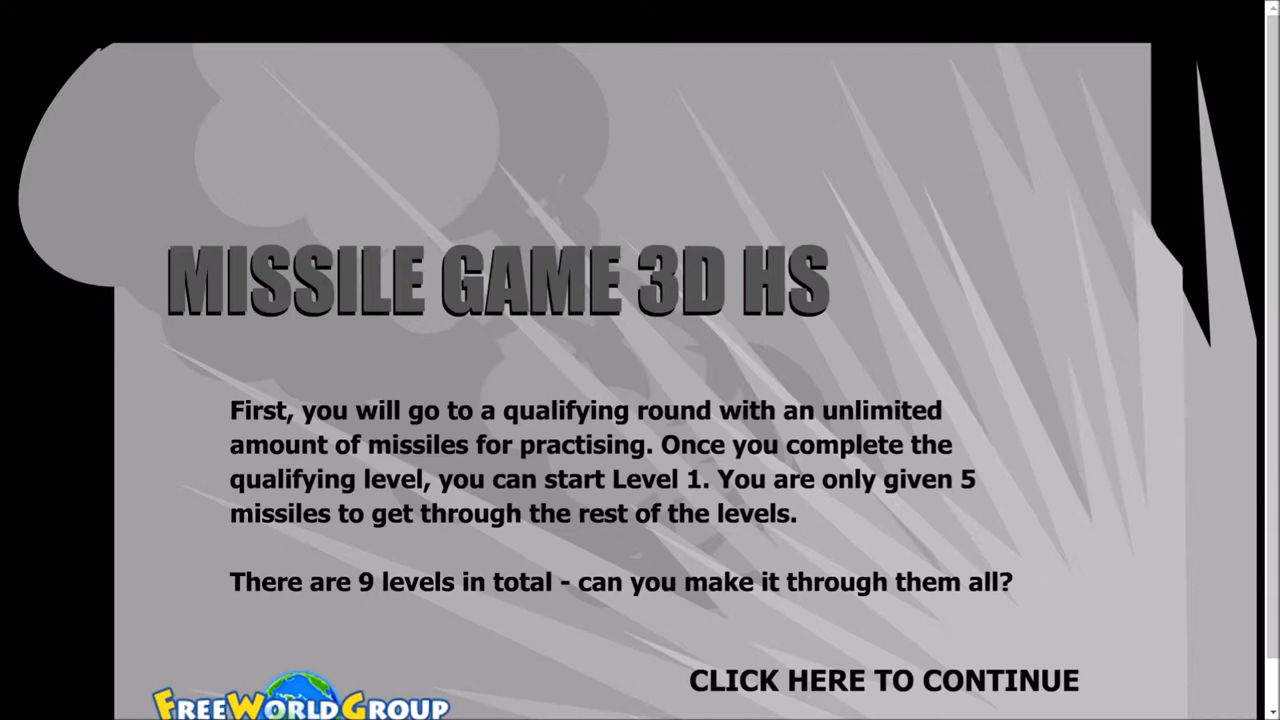 MISSILE GAME 3D HS
First, you will go to a qualifying round with an unlimited
amount of missiles for practising. Once you complete the
qualifying level, you can start Level 1. You are only given 5
missiles to get through the rest of the levels.
There are 9 levels in total - can you make it through them all?
CLICK HERE TO CONTINUE
FREEWORLDGROUP